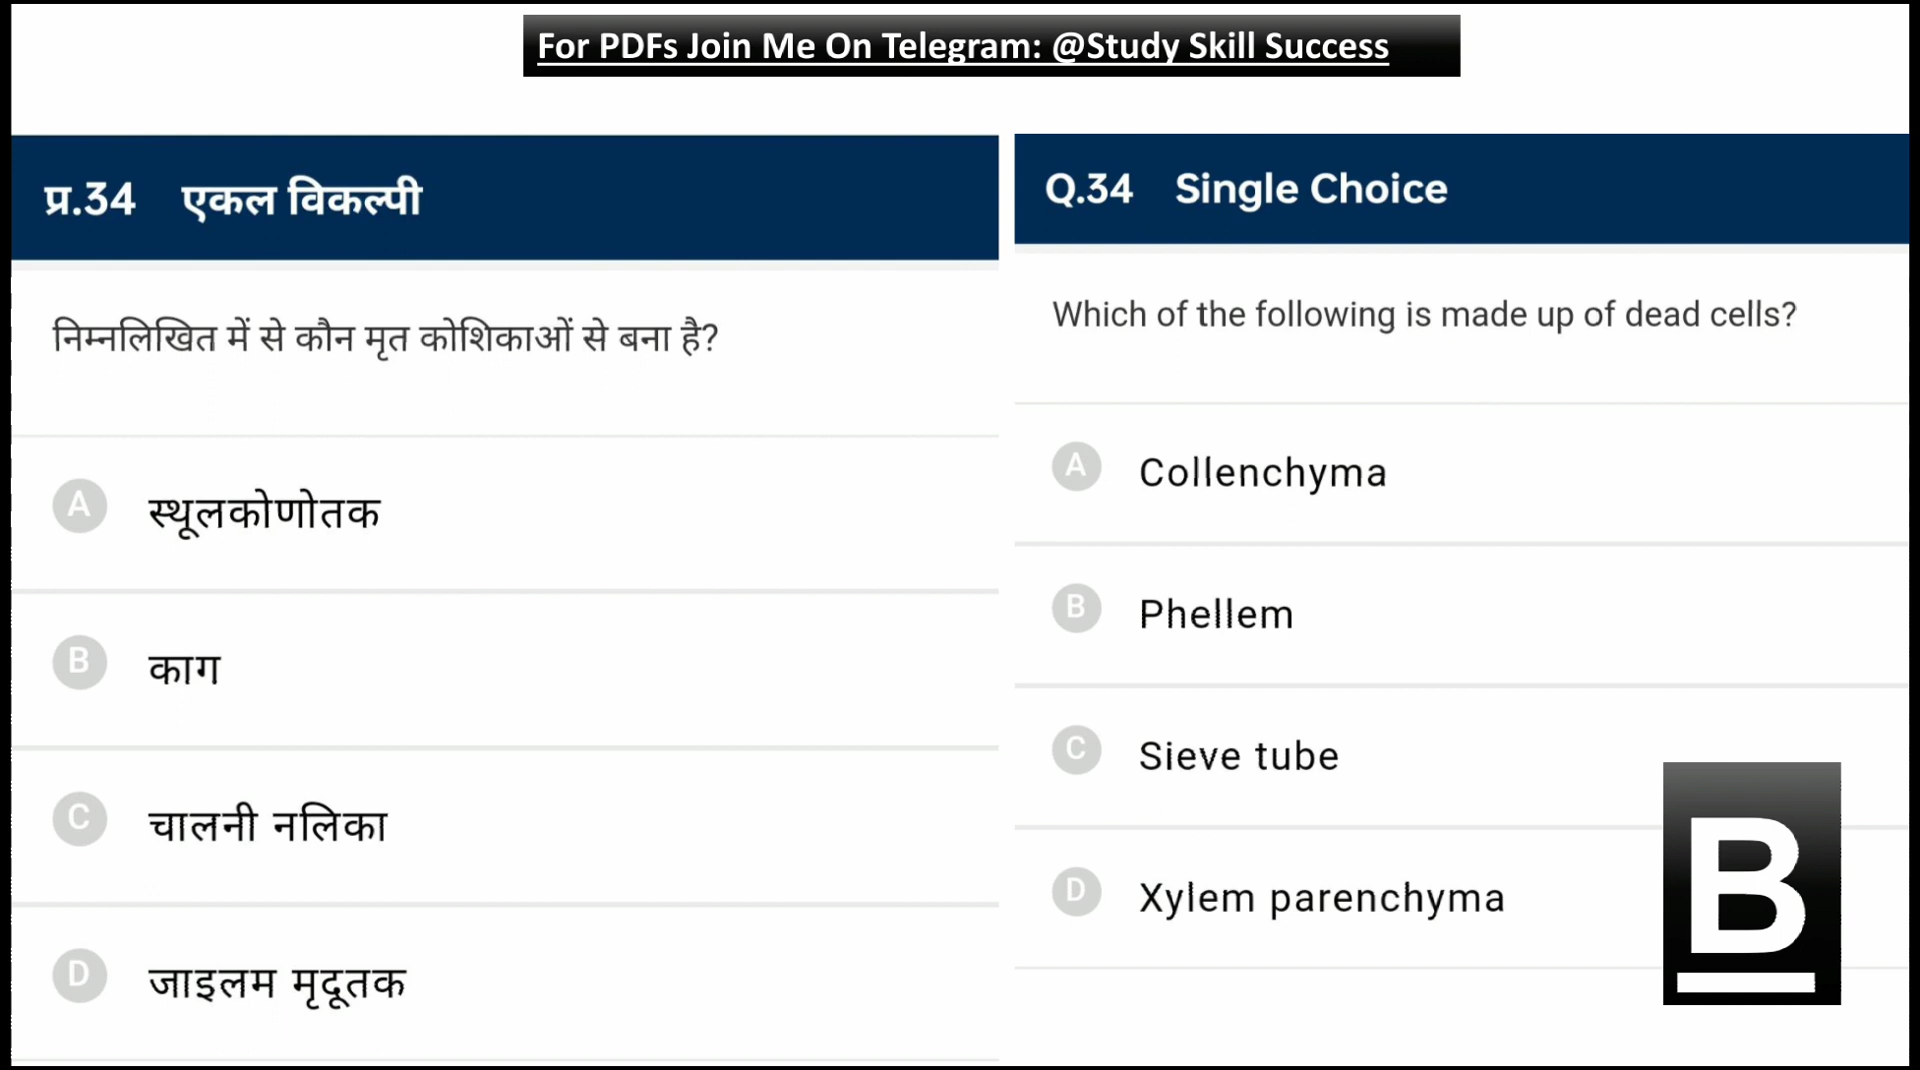 For PDFs Join Me On Telegram: @Study Skill Success
प्र.34 एकल विकल्पी
निम्नलिखित में से कौन मृत कोशिकाओं से बना है?
A स्थूलकोणोतक
B काग
C चालनी नलिका
D जाइलम मृदूतक
Q.34 Single Choice
Which of the following is made up of dead cells?
A Collenchyma
B Phellem
C Sieve tube
D Xylem parenchyma
B